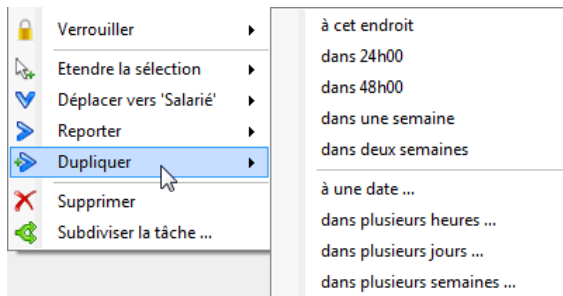 Verrouiller
Etendre la sélection
Déplacer vers 'Salarié'
Reporter
Dupliquer
Supprimer
Subdiviser la tâche ...
à cet endroit
dans 24h00
dans 48h00
dans une semaine
dans deux semaines
à une date ...
dans plusieurs heures ...
dans plusieurs jours ...
dans plusieurs semaines ...